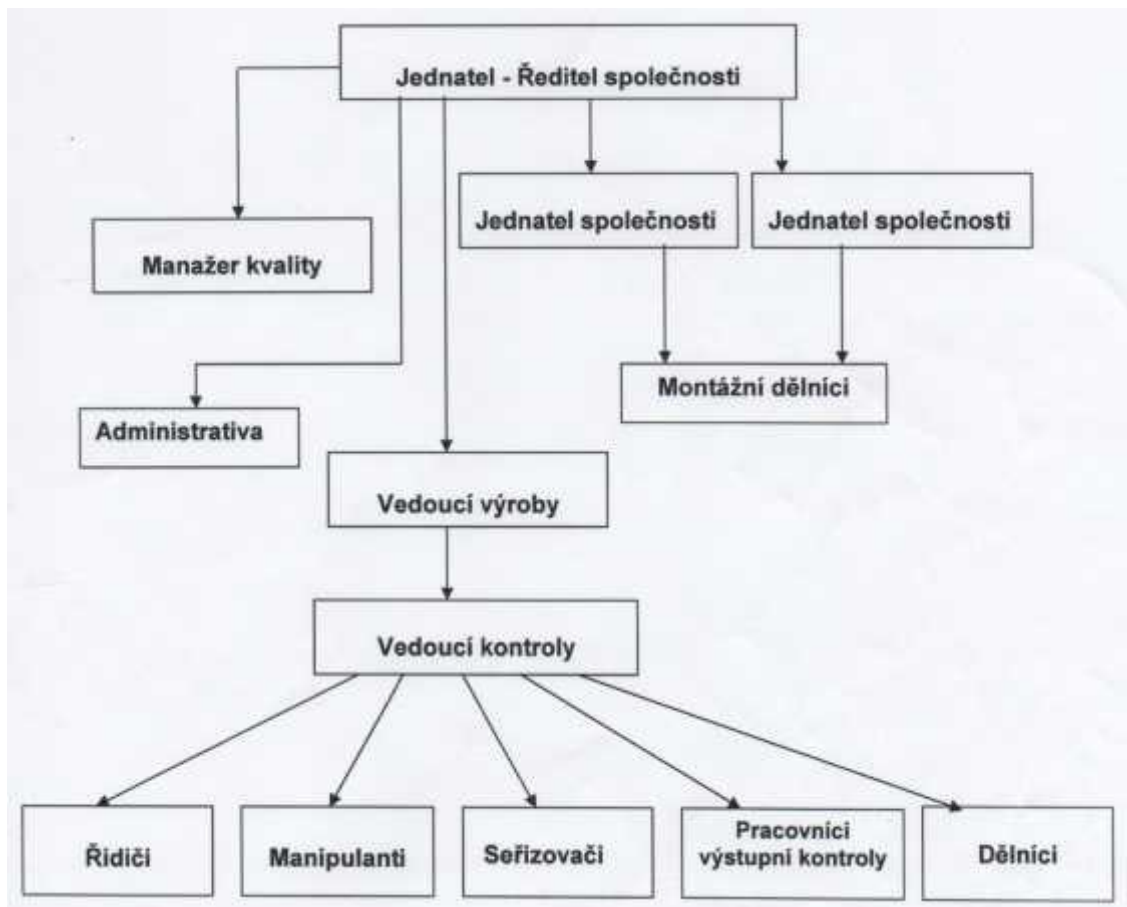 Jednatel - Ředitel společnosti
Jednatel společnosti
Jednatel společnosti
Manažer kvality
Montážní dělníci
Administrativa
Vedoucí výroby
Vedoucí kontroly
Řidiči
Manipulanti
Seřizovači
Pracovníci
výstupní kontroly
Dělníci